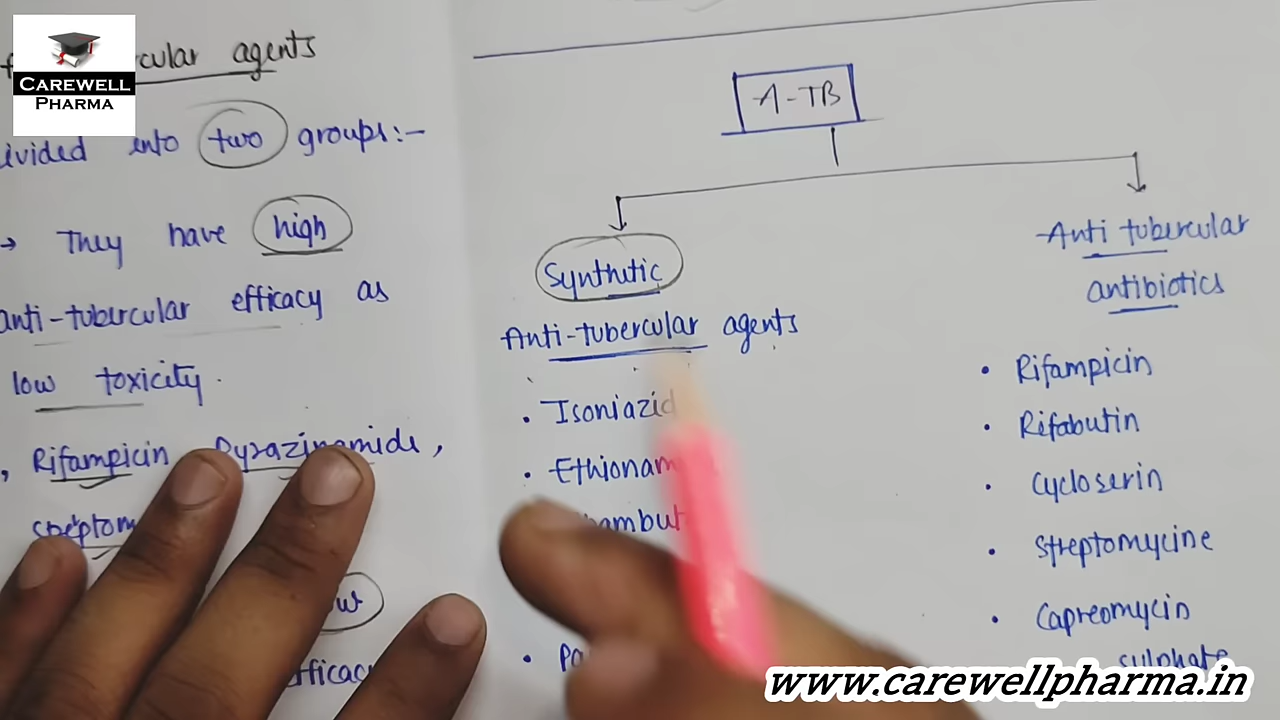 CAREWELL
PHARMA
cular agents
ivided into two groups:-
→ They have high
anti-tubercular efficacy as
low toxicity.
, Rifampicin Pyrazinamide,
A-TB
Synthetic
Anti-tubercular agents
• Isoniazid
• Ethionam
ambut
Anti tubercular
antibiotics
• Rifampicin
• Rifabutin
• Cycloserin
• Streptomycine
• Capreomycin
sulphate
www.carewellpharma.in